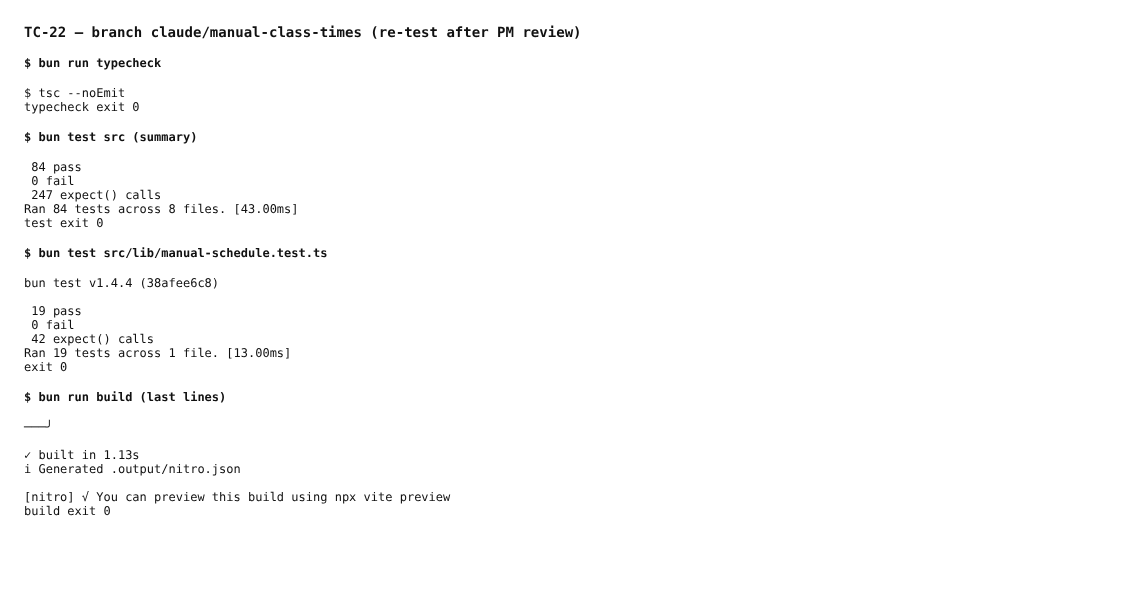 TC-22 — branch claude/manual-class-times (re-test after PM review)
$ bun run typecheck
$ tsc --noEmit
typecheck exit 0
$ bun test src (summary)
84 pass
0 fail
247 expect() calls
Ran 84 tests across 8 files. [43.00ms]
test exit 0
$ bun test src/lib/manual-schedule.test.ts
bun test v1.4.4 (38afee6c8)
19 pass
0 fail
42 expect() calls
Ran 19 tests across 1 file. [13.00ms]
exit 0
$ bun run build (last lines)
───╯
✓ built in 1.13s
i Generated .output/nitro.json
[nitro] √ You can preview this build using npx vite preview
build exit 0